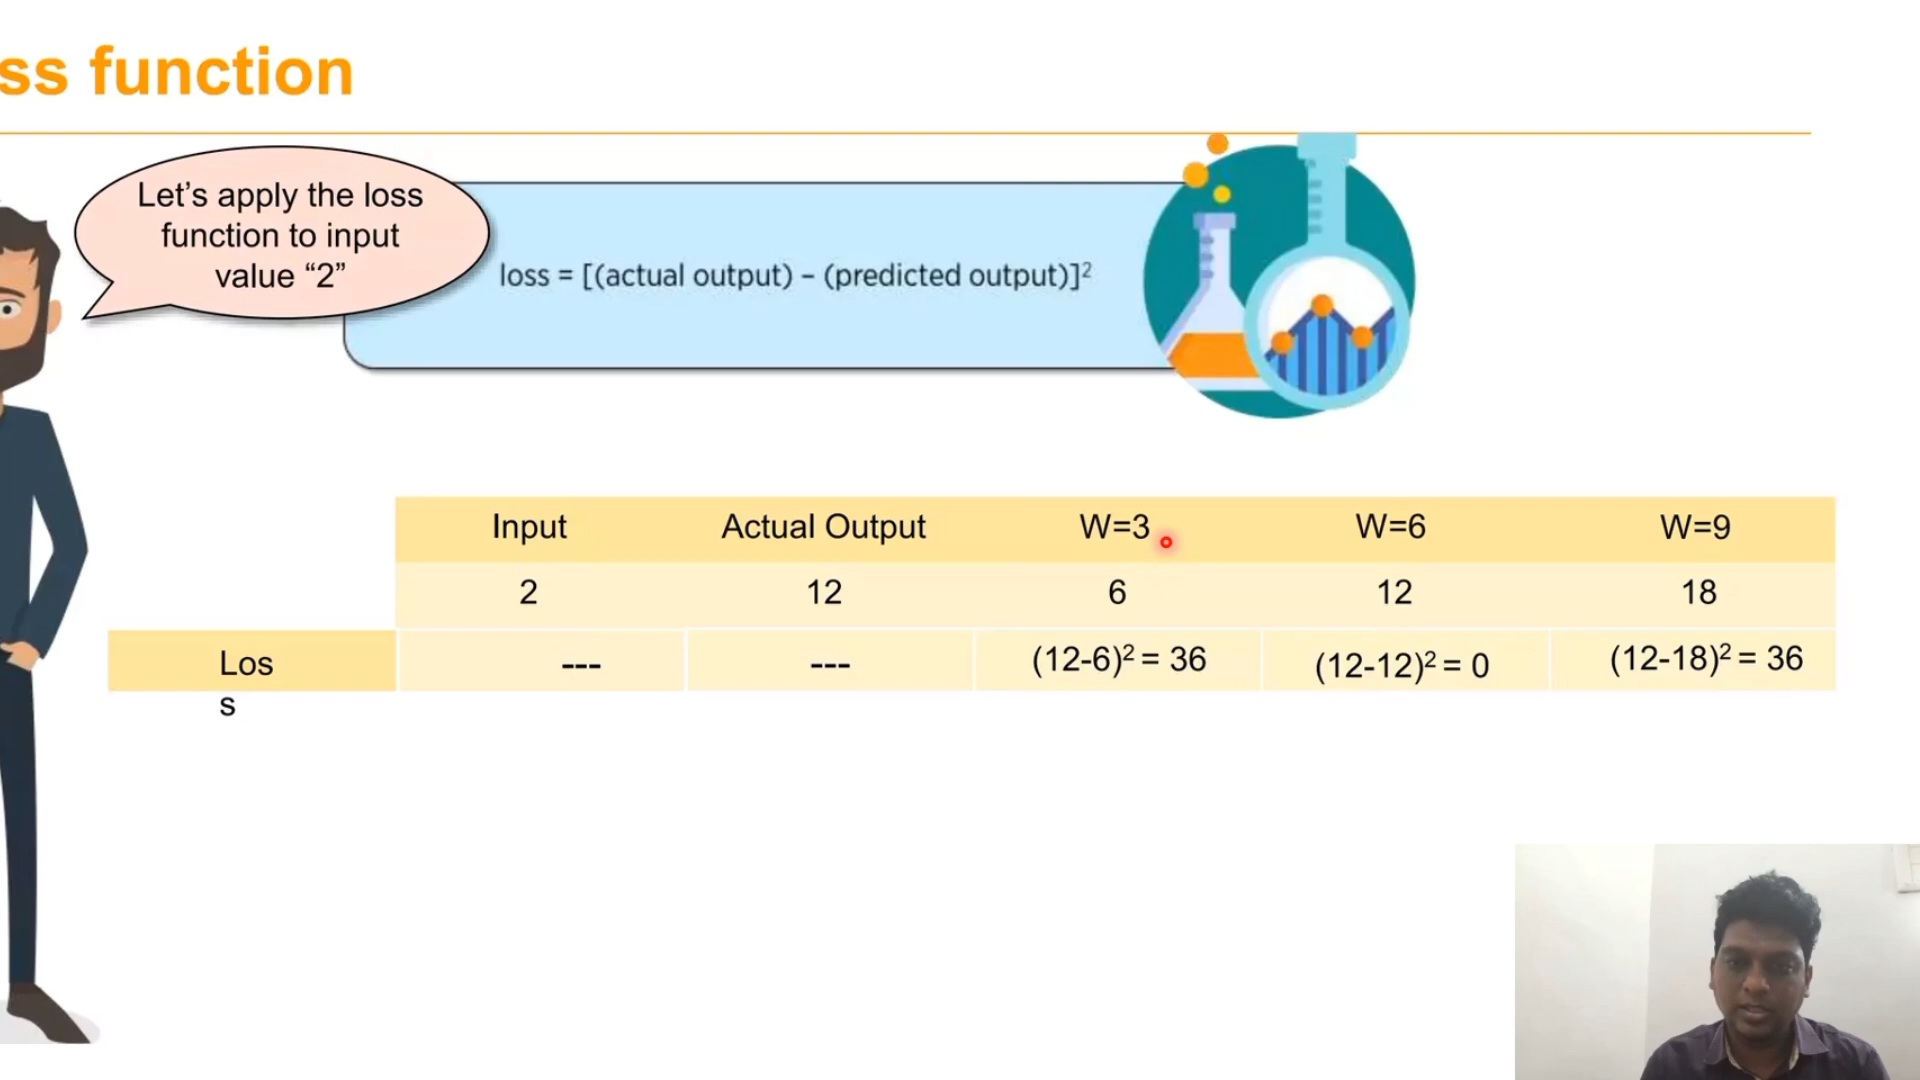 ss function
Let’s apply the loss
function to input
value “2”
loss = [(actual output) – (predicted output)]²
Input Actual Output W=3 W=6 W=9
2 12 6 12 18
Los
s
--- --- (12-6)² = 36 (12-12)² = 0 (12-18)² = 36